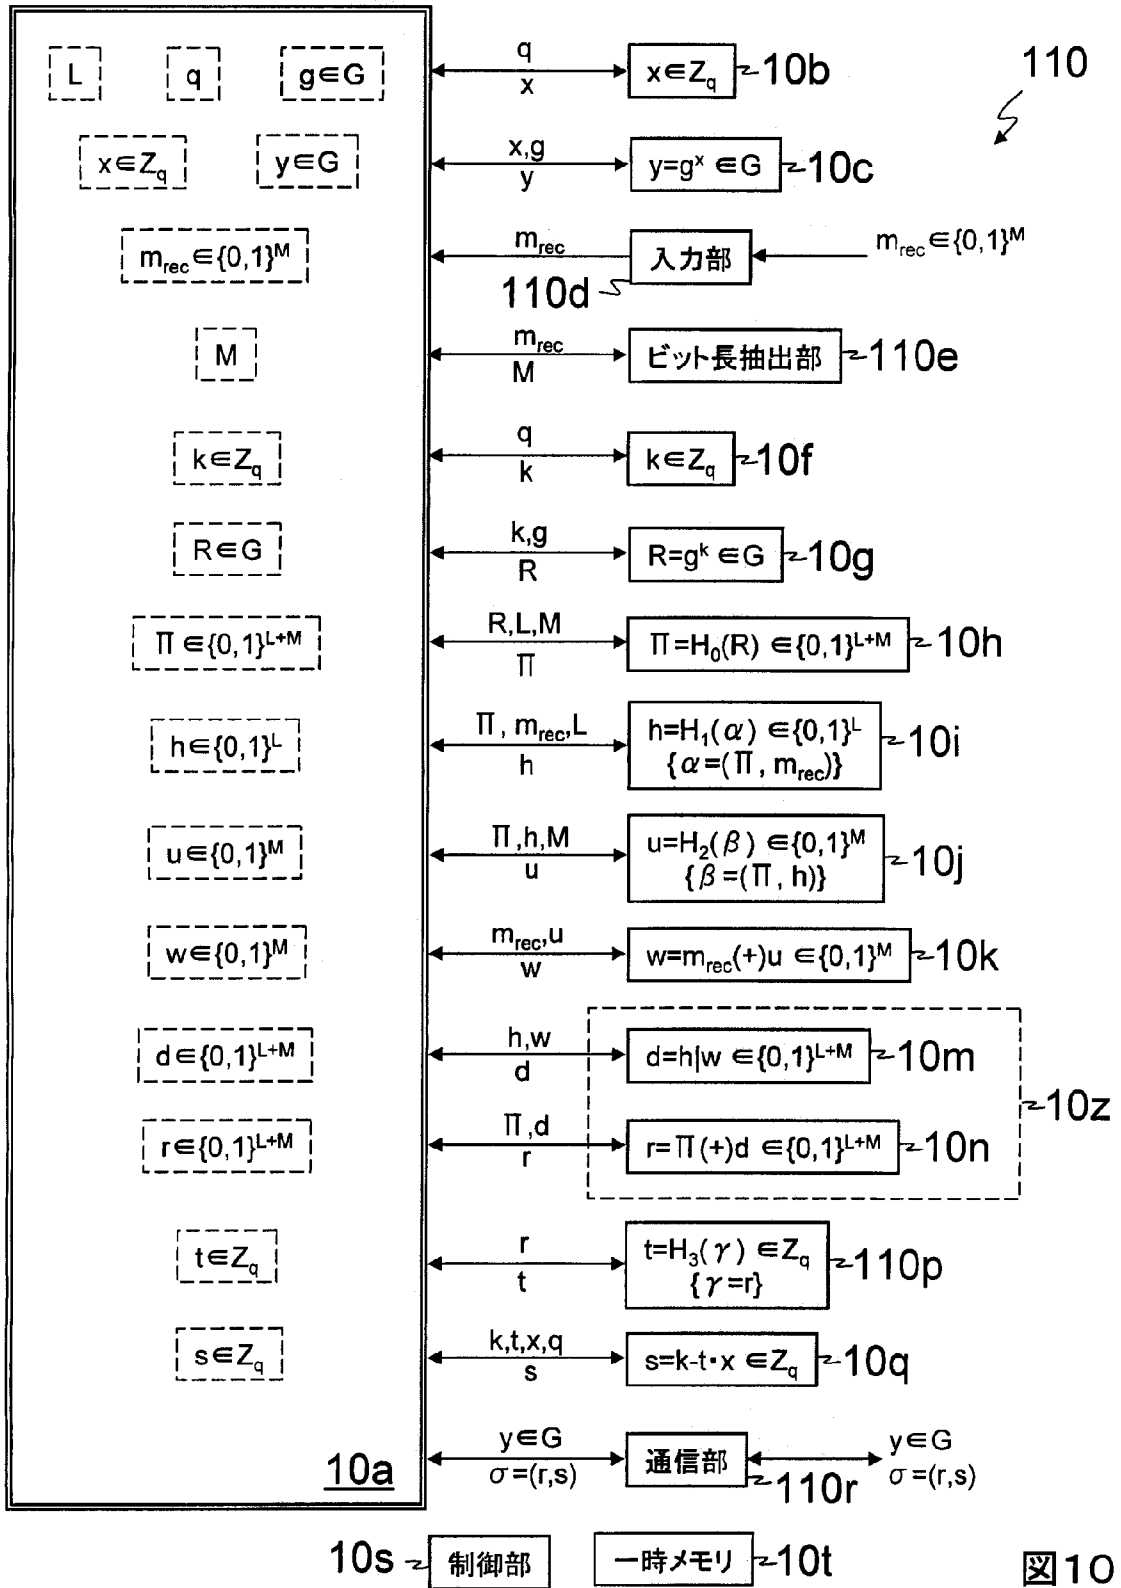 L q g∈G
q
x
x∈Z_q 10b
110
x∈Z_q y∈G
x,g
y
y=g^x ∈G 10c
m_rec∈{0,1}^M
m_rec
入力部
m_rec∈{0,1}^M
110d
M
m_rec
M
ビット長抽出部 110e
k∈Z_q
q
k
k∈Z_q 10f
R∈G
k,g
R
R=g^k ∈G 10g
Π∈{0,1}^L+M
R,L,M
Π
Π=H_0(R) ∈{0,1}^L+M 10h
h∈{0,1}^L
Π, m_rec,L
h
h=H_1(α) ∈{0,1}^L
{α=(Π, m_rec)}
10i
u∈{0,1}^M
Π,h,M
u
u=H_2(β) ∈{0,1}^M
{β=(Π, h)}
10j
w∈{0,1}^M
m_rec,u
w
w=m_rec(+)u ∈{0,1}^M 10k
d∈{0,1}^L+M
h,w
d
d=h|w ∈{0,1}^L+M 10m
10z
r∈{0,1}^L+M
Π,d
r
r=Π(+)d ∈{0,1}^L+M 10n
t∈Z_q
r
t
t=H_3(γ) ∈Z_q
{γ=r}
110p
s∈Z_q
k,t,x,q
s
s=k-t・x ∈Z_q 10q
10a
y∈G
σ=(r,s)
通信部
110r
y∈G
σ=(r,s)
10s 制御部 一時メモリ 10t
図10